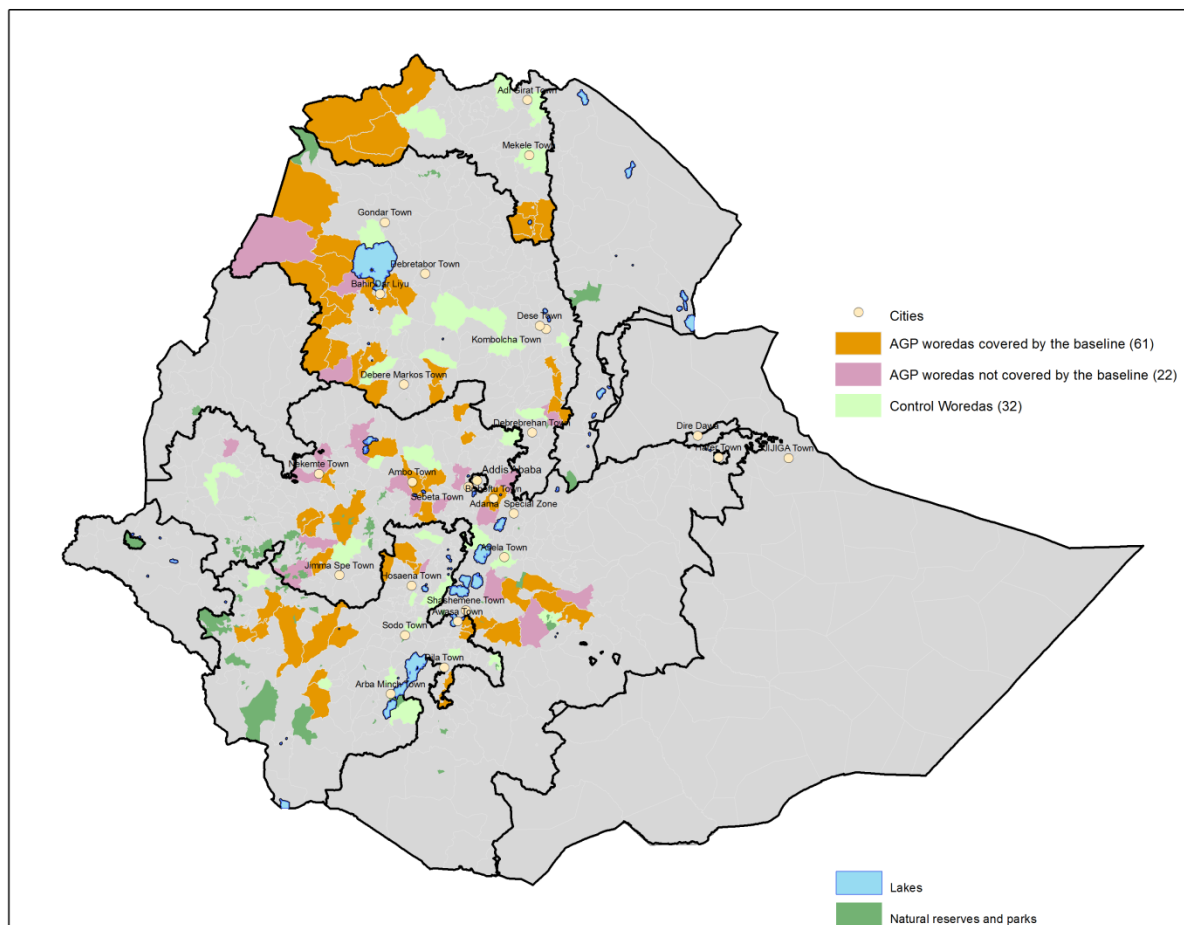 Adi Girat Town
Mekele Town
Gondar Town
Debretabor Town
Bahir Dar Liyu
Dese Town
Kombolcha Town
Debere Markos Town
Debrebrehan Town
Dire Dawa
Harer Town
JIJIGA Town
Nekemte Town
Ambo Town
Addis Ababa
Bishoftu Town
Sebeta Town
Adama Special Zone
Asela Town
Jimma Spe Town
Hosaena Town
Shashemene Town
Awasa Town
Sodo Town
Dila Town
Arba Minch Town
Cities
AGP woredas covered by the baseline (61)
AGP woredas not covered by the baseline (22)
Control Woredas (32)
Lakes
Natural reserves and parks